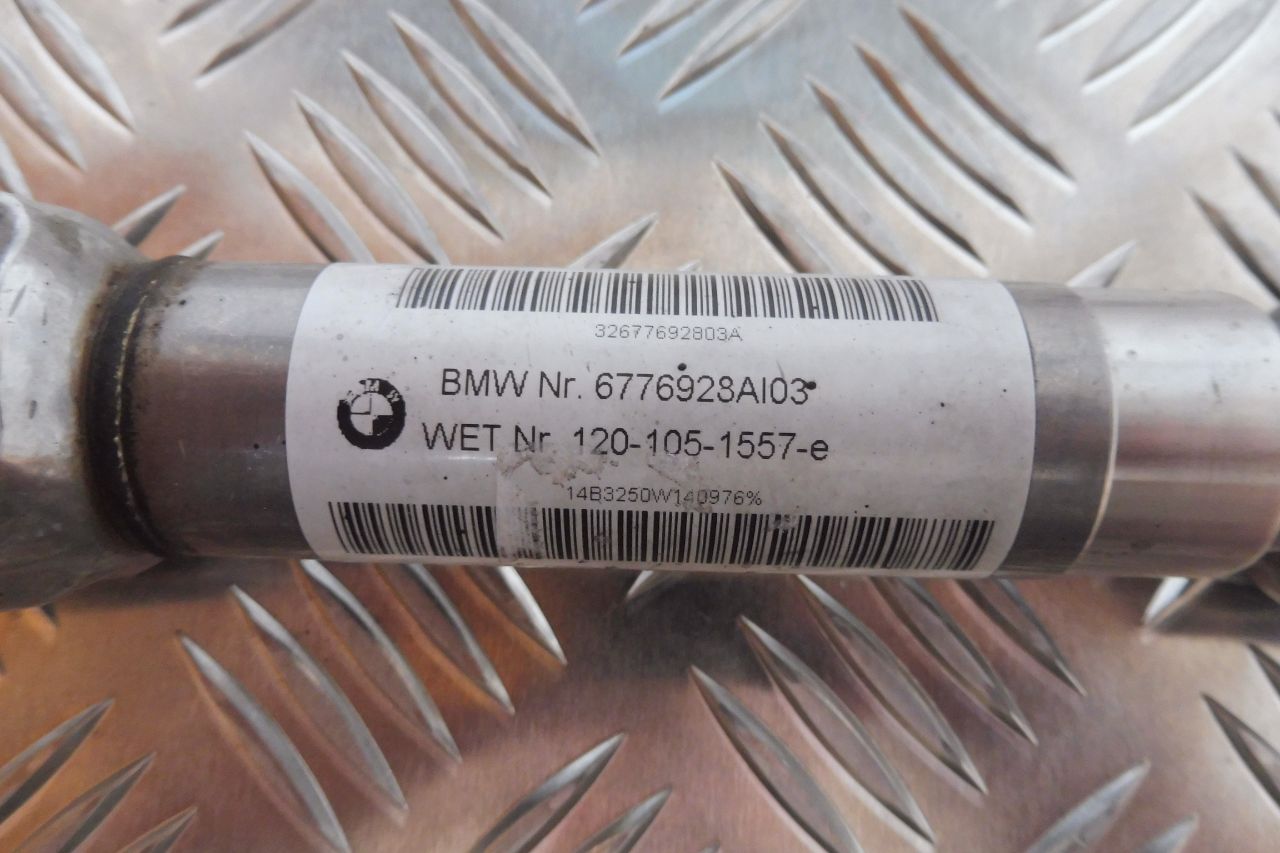 32677692803A
BMW Nr. 6776928AI03
WET Nr. 120-105-1557-e
14B3250W140976%